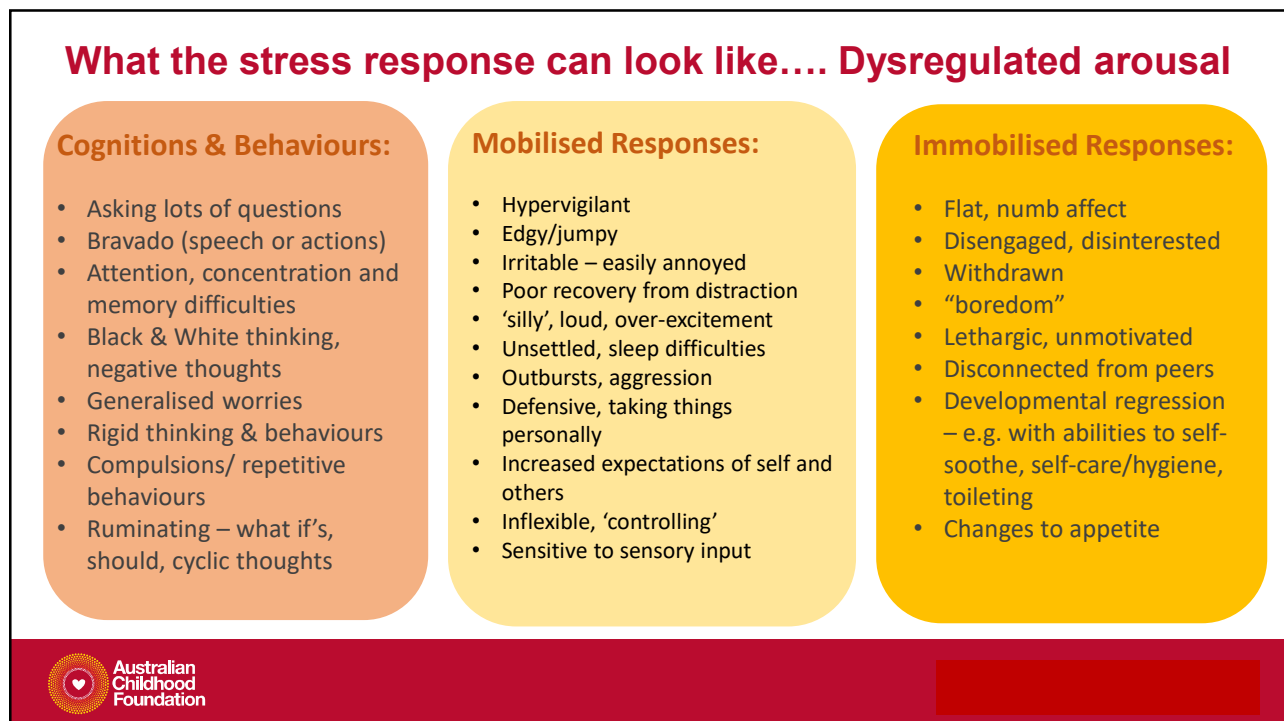 What the stress response can look like…. Dysregulated arousal
Cognitions & Behaviours:
• Asking lots of questions
• Bravado (speech or actions)
• Attention, concentration and
memory difficulties
• Black & White thinking,
negative thoughts
• Generalised worries
• Rigid thinking & behaviours
• Compulsions/ repetitive
behaviours
• Ruminating – what if’s,
should, cyclic thoughts
Mobilised Responses:
• Hypervigilant
• Edgy/jumpy
• Irritable – easily annoyed
• Poor recovery from distraction
• ‘silly’, loud, over-excitement
• Unsettled, sleep difficulties
• Outbursts, aggression
• Defensive, taking things
personally
• Increased expectations of self and
others
• Inflexible, ‘controlling’
• Sensitive to sensory input
Immobilised Responses:
• Flat, numb affect
• Disengaged, disinterested
• Withdrawn
• “boredom”
• Lethargic, unmotivated
• Disconnected from peers
• Developmental regression
– e.g. with abilities to self-
soothe, self-care/hygiene,
toileting
• Changes to appetite
Australian
Childhood
Foundation